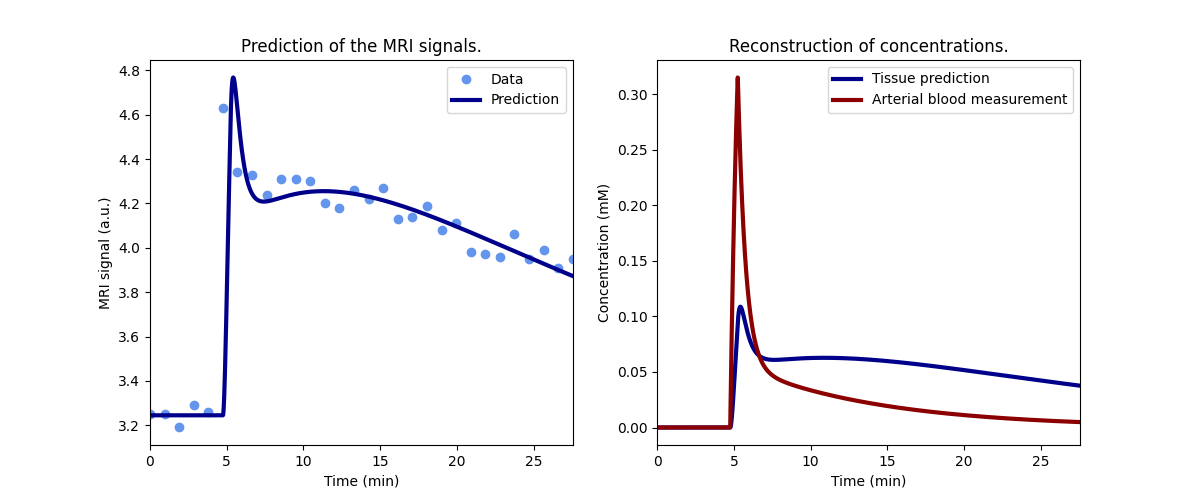 Prediction of the MRI signals.
MRI signal (a.u.)
4.8
4.6
4.4
4.2
4.0
3.8
3.6
3.4
3.2
Data
Prediction
0
5
10
15
20
25
Time (min)
Reconstruction of concentrations.
Concentration (mM)
0.30
0.25
0.20
0.15
0.10
0.05
0.00
Tissue prediction
Arterial blood measurement
0
5
10
15
20
25
Time (min)